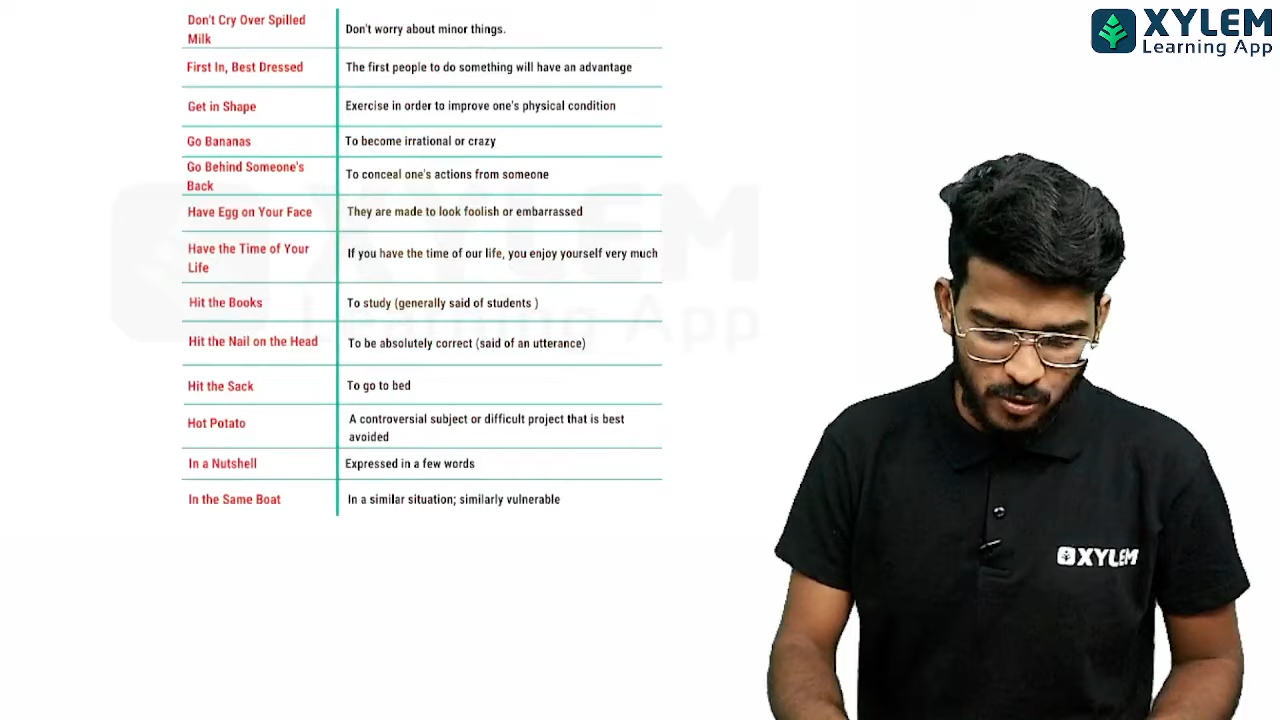 XYLEM
Learning App
Don't Cry Over Spilled
Milk
Don't worry about minor things.
First In, Best Dressed
The first people to do something will have an advantage
Get in Shape
Exercise in order to improve one's physical condition
Go Bananas
To become irrational or crazy
Go Behind Someone's
Back
To conceal one's actions from someone
Have Egg on Your Face
They are made to look foolish or embarrassed
Have the Time of Your
Life
If you have the time of our life, you enjoy yourself very much
Hit the Books
To study (generally said of students )
Hit the Nail on the Head
To be absolutely correct (said of an utterance)
Hit the Sack
To go to bed
Hot Potato
A controversial subject or difficult project that is best
avoided
In a Nutshell
Expressed in a few words
In the Same Boat
In a similar situation; similarly vulnerable
XYLEM
Learning App
XYLEM